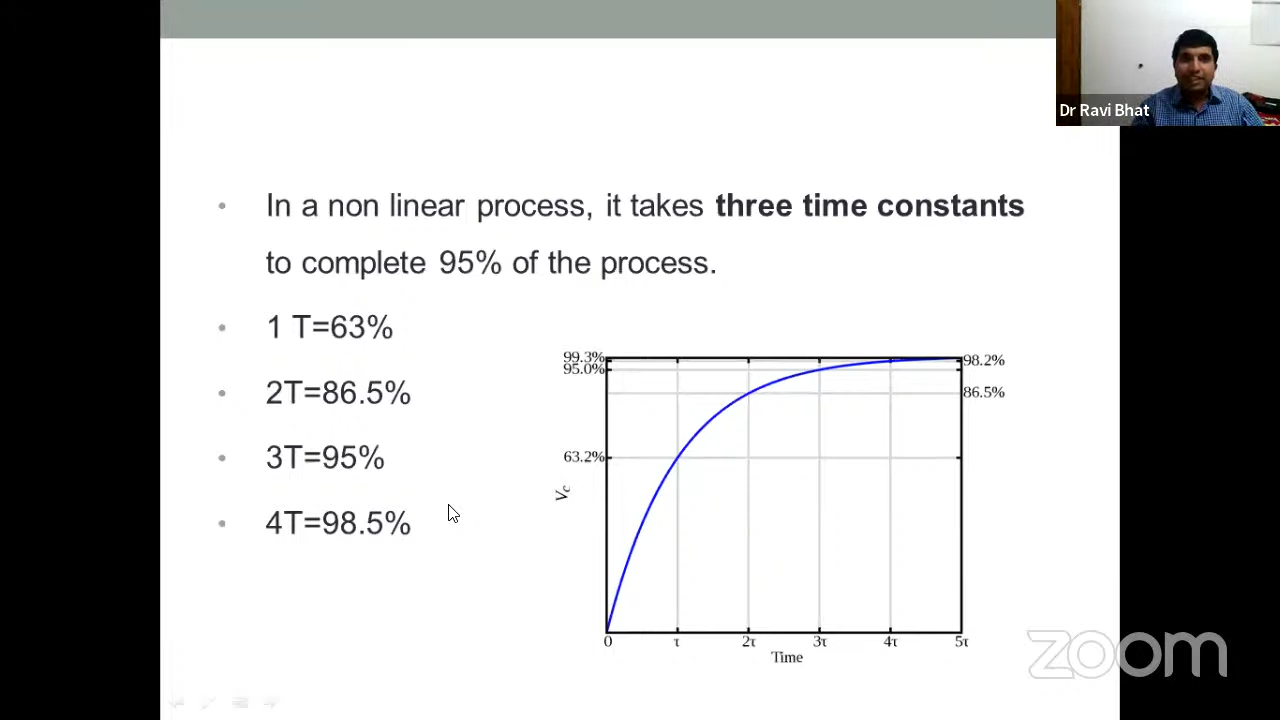 Dr Ravi Bhat
In a non linear process, it takes three time constants
to complete 95% of the process.
1 T=63%
2T=86.5%
3T=95%
4T=98.5%
99.3%
95.0%
63.2%
98.2%
86.5%
Vc
0 τ 2τ 3τ 4τ 5τ
Time
zoom